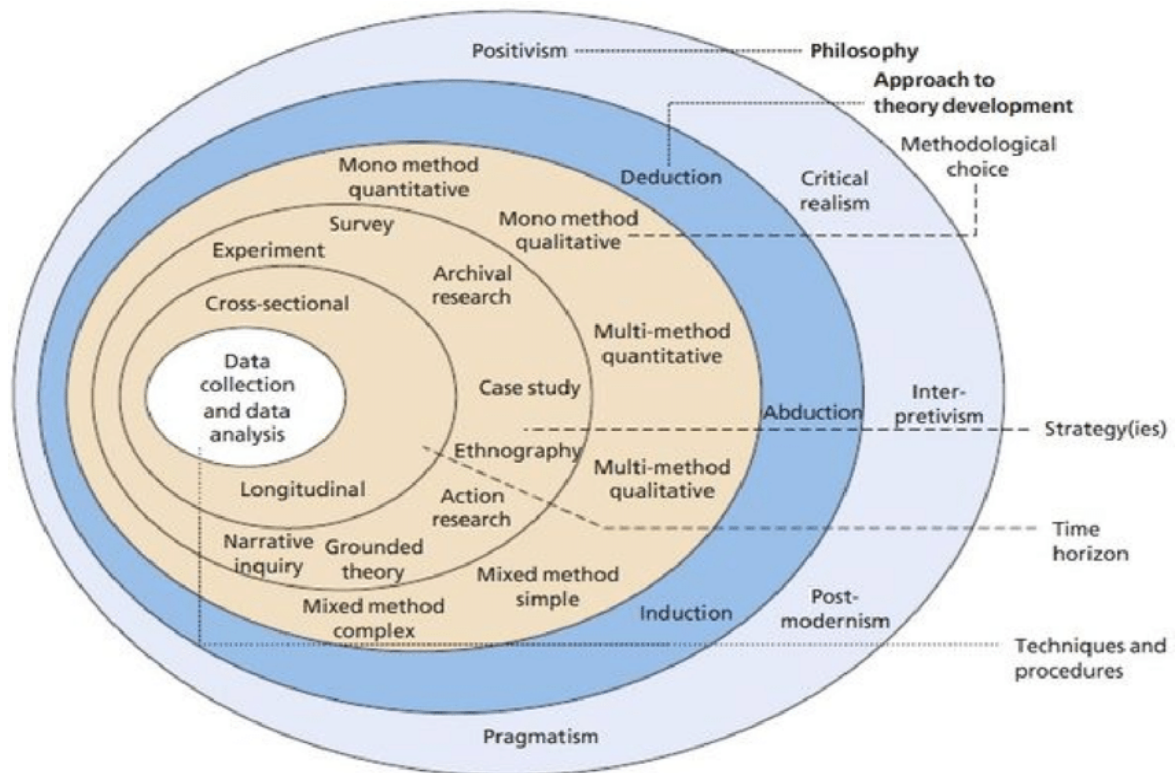 Positivism
Philosophy
Approach to
theory development
Methodological
choice
Mono method
quantitative
Deduction
Critical
realism
Survey
Mono method
qualitative
Experiment
Archival
research
Cross-sectional
Multi-method
quantitative
Data
collection
and data
analysis
Case study
Abduction
Inter-
pretivism
Strategy(ies)
Ethnography
Multi-method
qualitative
Longitudinal
Action
research
Time
horizon
Narrative
inquiry
Grounded
theory
Mixed method
simple
Mixed method
complex
Induction
Post-
modernism
Techniques and
procedures
Pragmatism